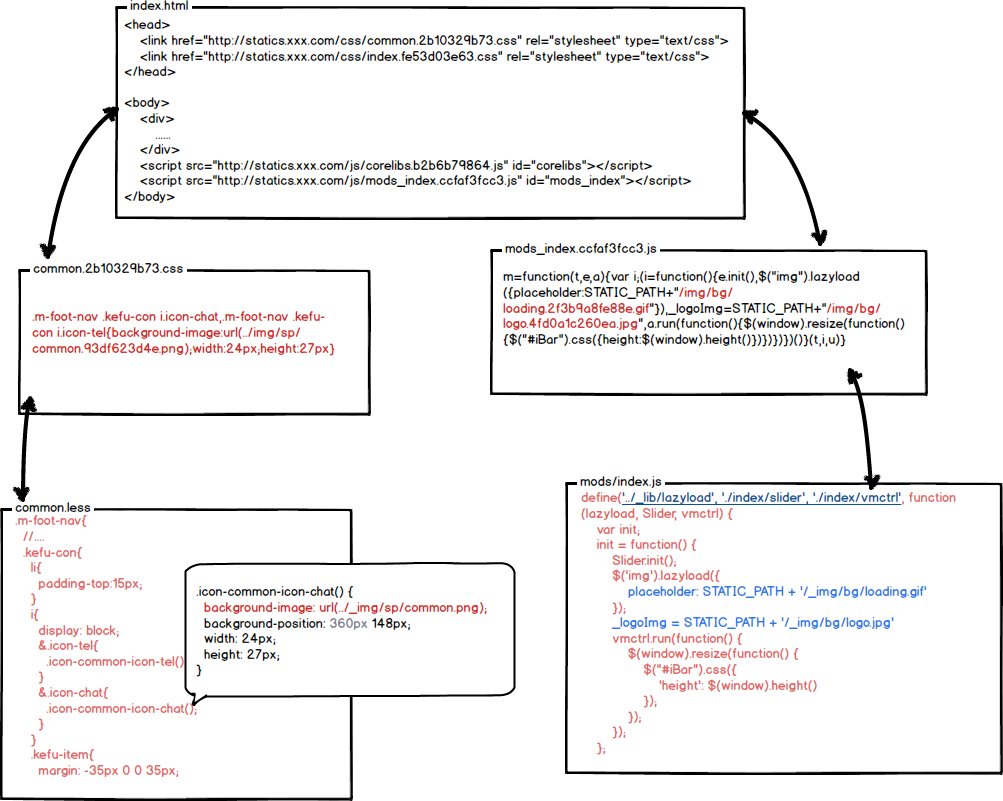 index.html
<head>
<link href="http://statics.xxx.com/css/common.2b10329b73.css" rel="stylesheet" type="text/css">
<link href="http://statics.xxx.com/css/index.fe53d03e63.css" rel="stylesheet" type="text/css">
</head>
<body>
<div>
......
</div>
<script src="http://statics.xxx.com/js/corelibs.b2b6b79864.js" id="corelibs"></script>
<script src="http://statics.xxx.com/js/mods_index.ccfaf3fcc3.js" id="mods_index"></script>
</body>
common.2b10329b73.css
.m-foot-nav .kefu-con i.icon-chat,.m-foot-nav .kefu-
con i.icon-tel{background-image:url(../img/sp/
common.93df623d4e.png);width:24px;height:27px}
mods_index.ccfaf3fcc3.js
m=function(t,e,a){var i;(i=function(){e.init(),$("img").lazyload
({placeholder:STATIC_PATH+"/img/bg/
loading.2f3b9a8fe88e.gif"}),_logoImg=STATIC_PATH+"/img/bg/
logo.4fd0a1c260ea.jpg",a.run(function(){$(window).resize(function()
{$("#iBar").css({height:$(window).height()})})})})()}(t,i,u)}
common.less
.m-foot-nav{
//....
.kefu-con{
li{
padding-top:15px;
}
i{
display: block;
&.icon-tel{
.icon-common-icon-tel()
}
&.icon-chat{
.icon-common-icon-chat();
}
}
.kefu-item{
margin: -35px 0 0 35px;
.icon-common-icon-chat() {
background-image: url(../_img/sp/common.png);
background-position: 360px 148px;
width: 24px;
height: 27px;
}
mods/index.js
define('../_lib/lazyload', './index/slider', './index/vmctrl', function
(lazyload, Slider, vmctrl) {
var init;
init = function() {
Slider.init();
$('img').lazyload({
placeholder: STATIC_PATH + '/_img/bg/loading.gif'
});
_logoImg = STATIC_PATH + '/_img/bg/logo.jpg'
vmctrl.run(function() {
$(window).resize(function() {
$("#iBar").css({
'height': $(window).height()
});
});
});
};